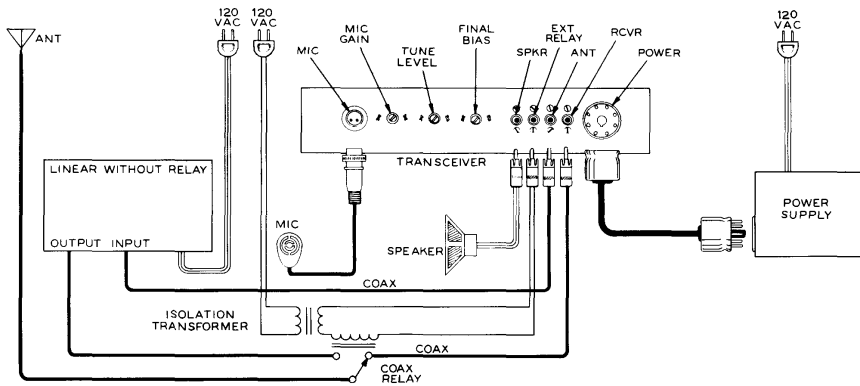 120
VAC
120
VAC
120
VAC
ANT
MIC
MIC
GAIN
TUNE
LEVEL
FINAL
BIAS
SPKR
EXT
RELAY
ANT
RCVR
POWER
TRANSCEIVER
LINEAR WITHOUT RELAY
OUTPUT INPUT
MIC
SPEAKER
POWER
SUPPLY
COAX
ISOLATION
TRANSFORMER
COAX
COAX
RELAY